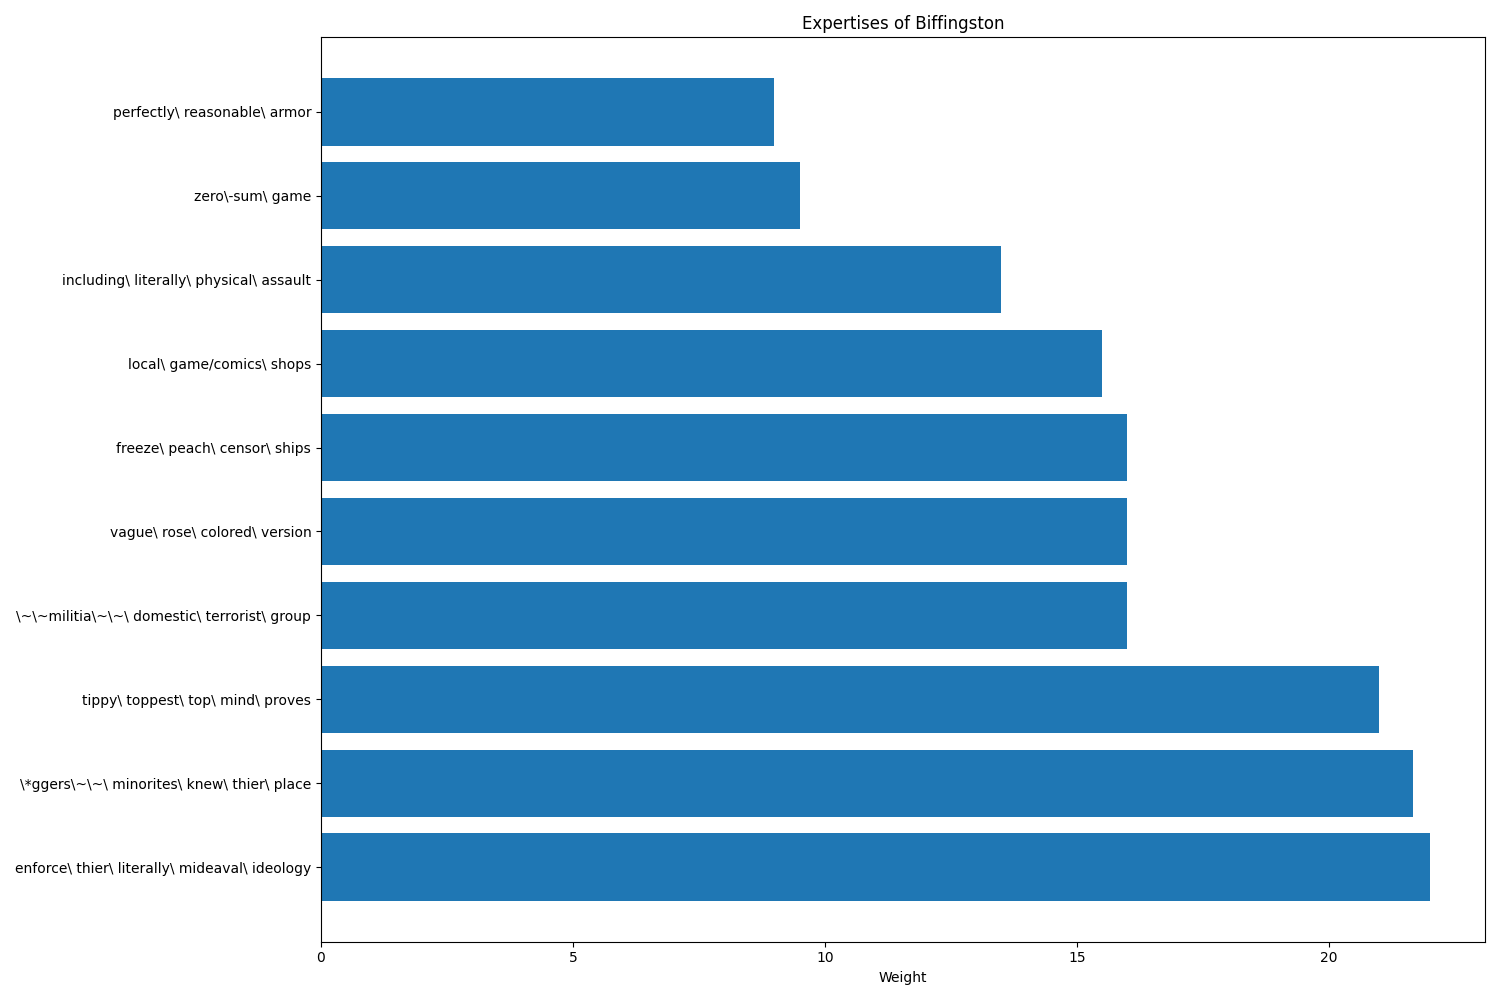 Expertises of Biffingston
perfectly\ reasonable\ armor
zero\-sum\ game
including\ literally\ physical\ assault
local\ game/comics\ shops
freeze\ peach\ censor\ ships
vague\ rose\ colored\ version
\~\~militia\~\~\ domestic\ terrorist\ group
tippy\ toppest\ top\ mind\ proves
\*ggers\~\~\ minorites\ knew\ thier\ place
enforce\ thier\ literally\ mideaval\ ideology
0 5 10 15 20
Weight